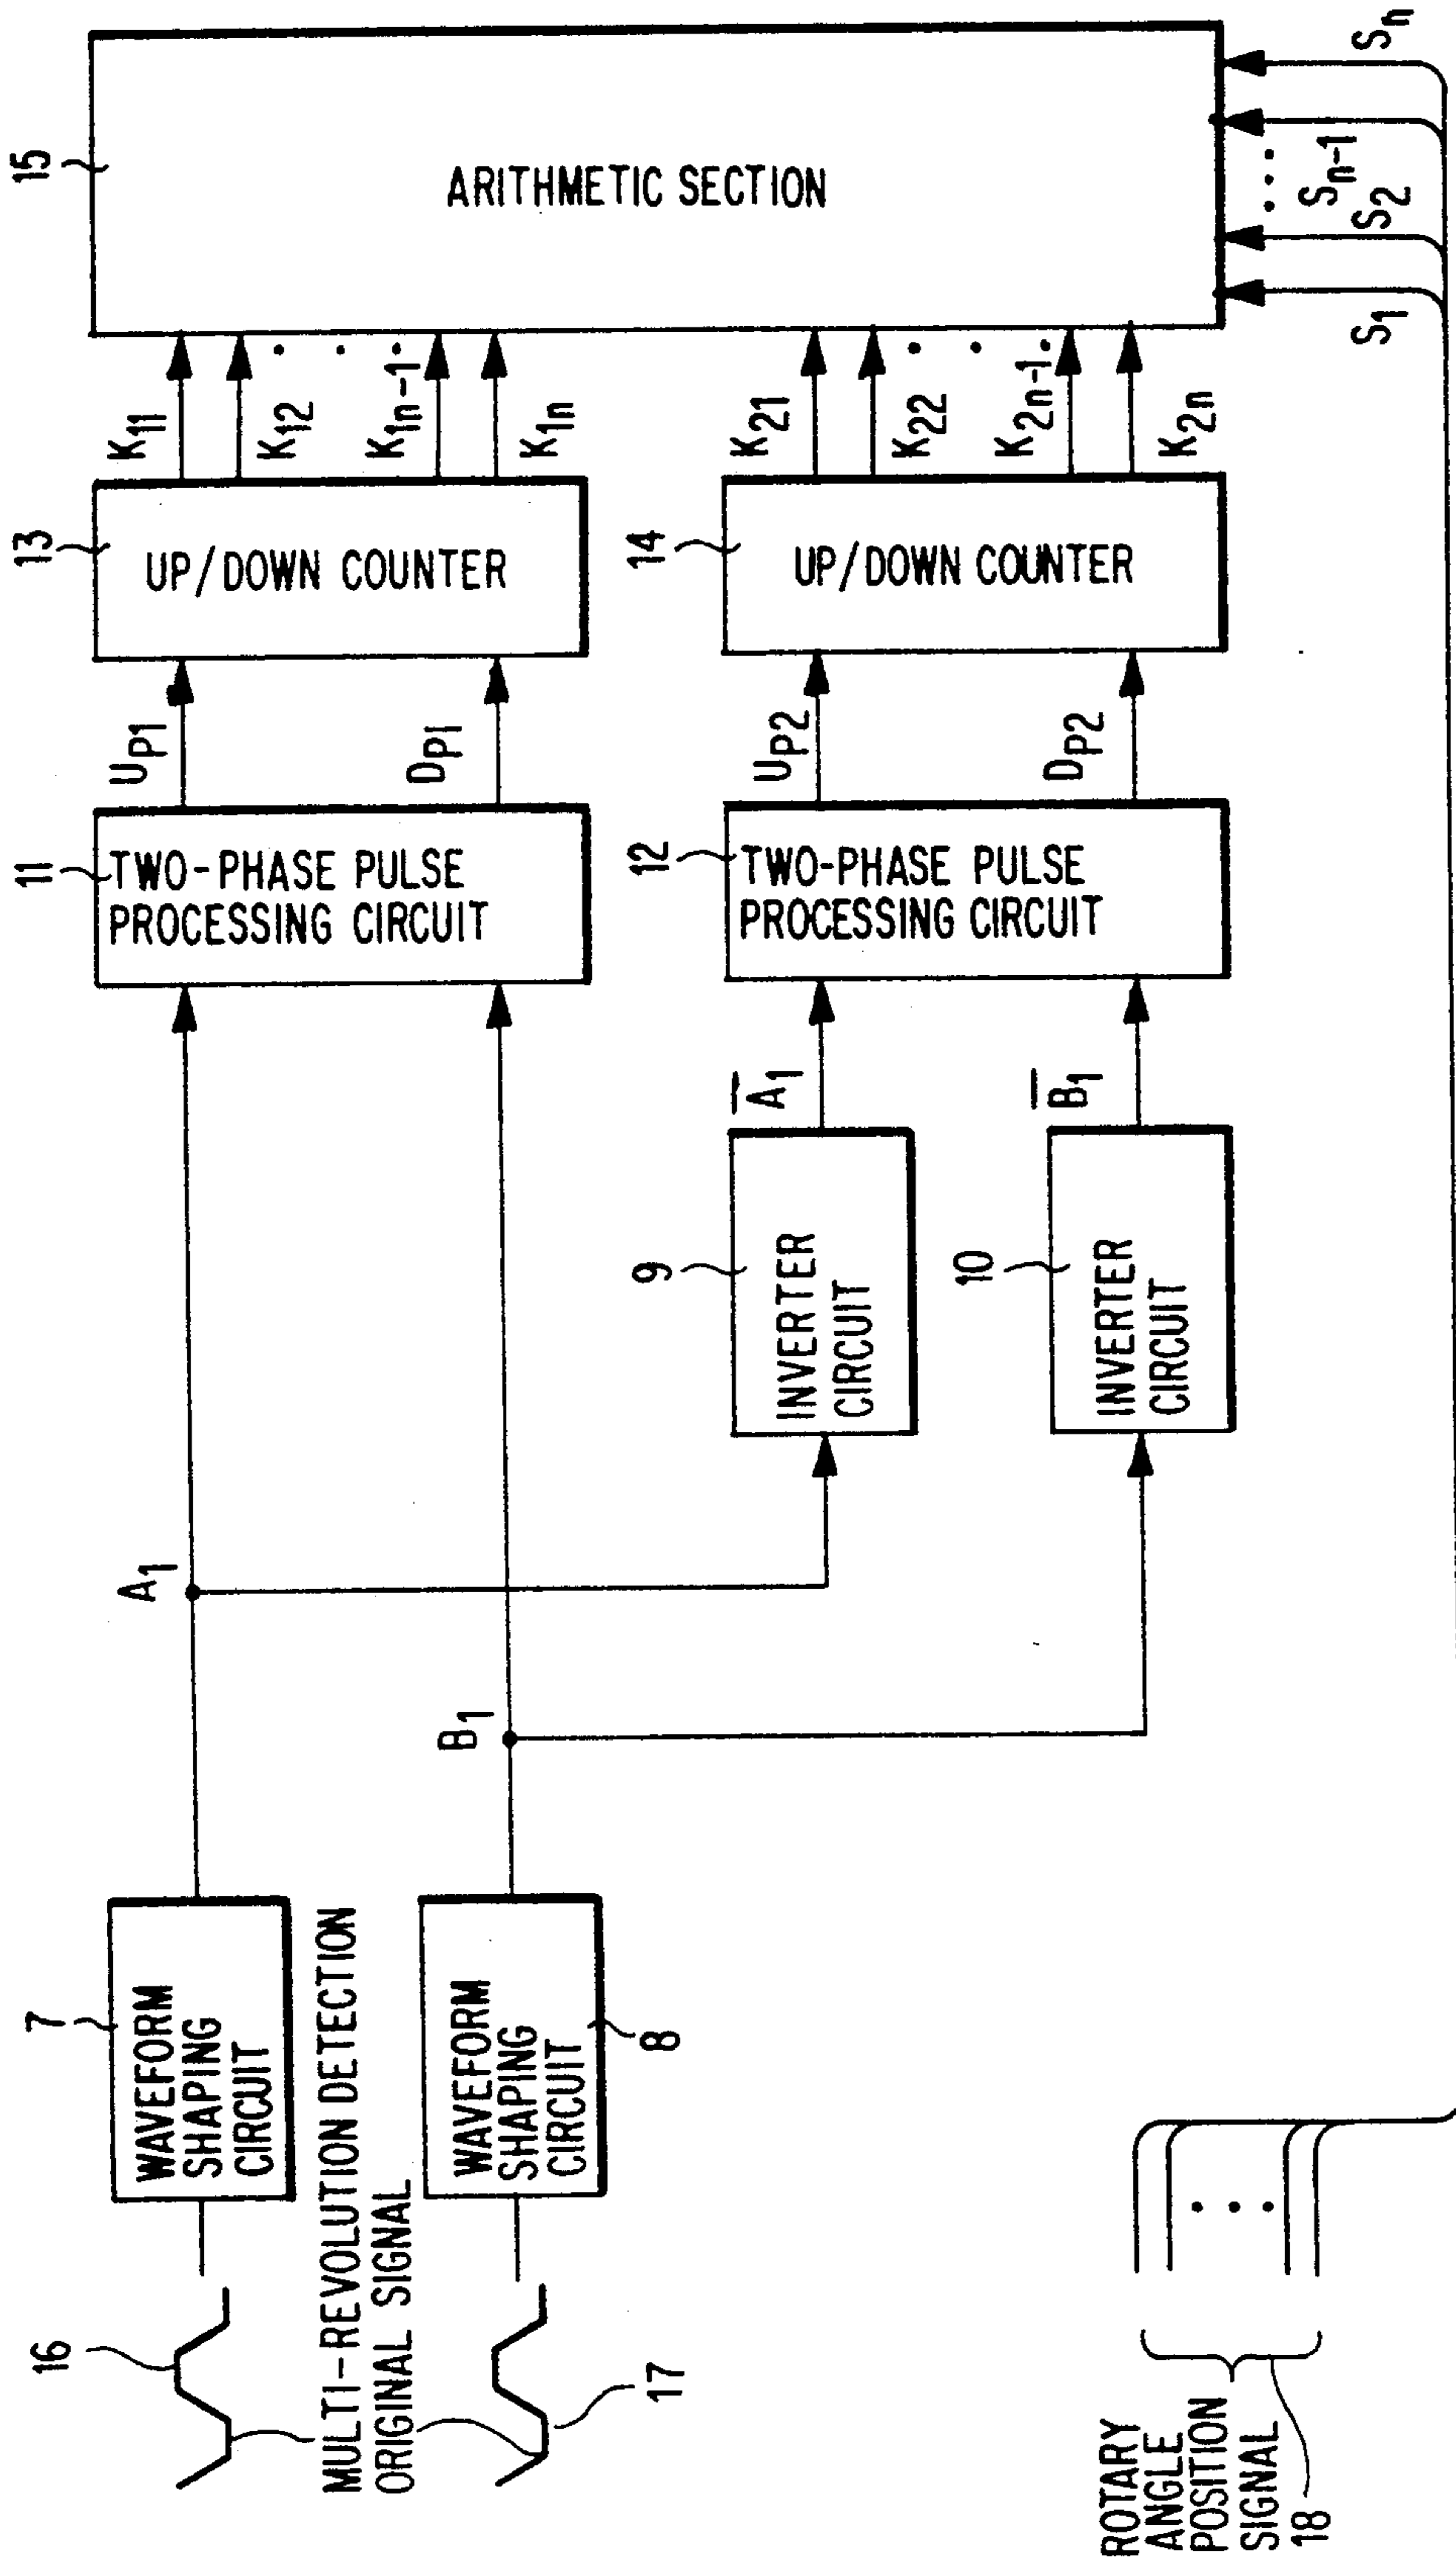 16
MULTI-REVOLUTION DETECTION
ORIGINAL SIGNAL
17
7
WAVEFORM
SHAPING
CIRCUIT
WAVEFORM
SHAPING
CIRCUIT
8
A1
B1
9
INVERTER
CIRCUIT
A̅1
10
INVERTER
CIRCUIT
B̅1
11
TWO-PHASE PULSE
PROCESSING CIRCUIT
UP1
DP1
12
TWO-PHASE PULSE
PROCESSING CIRCUIT
UP2
DP2
13
UP/DOWN COUNTER
K11
K12
K1n-1
K1n
14
UP/DOWN COUNTER
K21
K22
K2n-1
K2n
15
ARITHMETIC SECTION
S1
S2
Sn-1
Sn
ROTARY
ANGLE
POSITION
SIGNAL
18